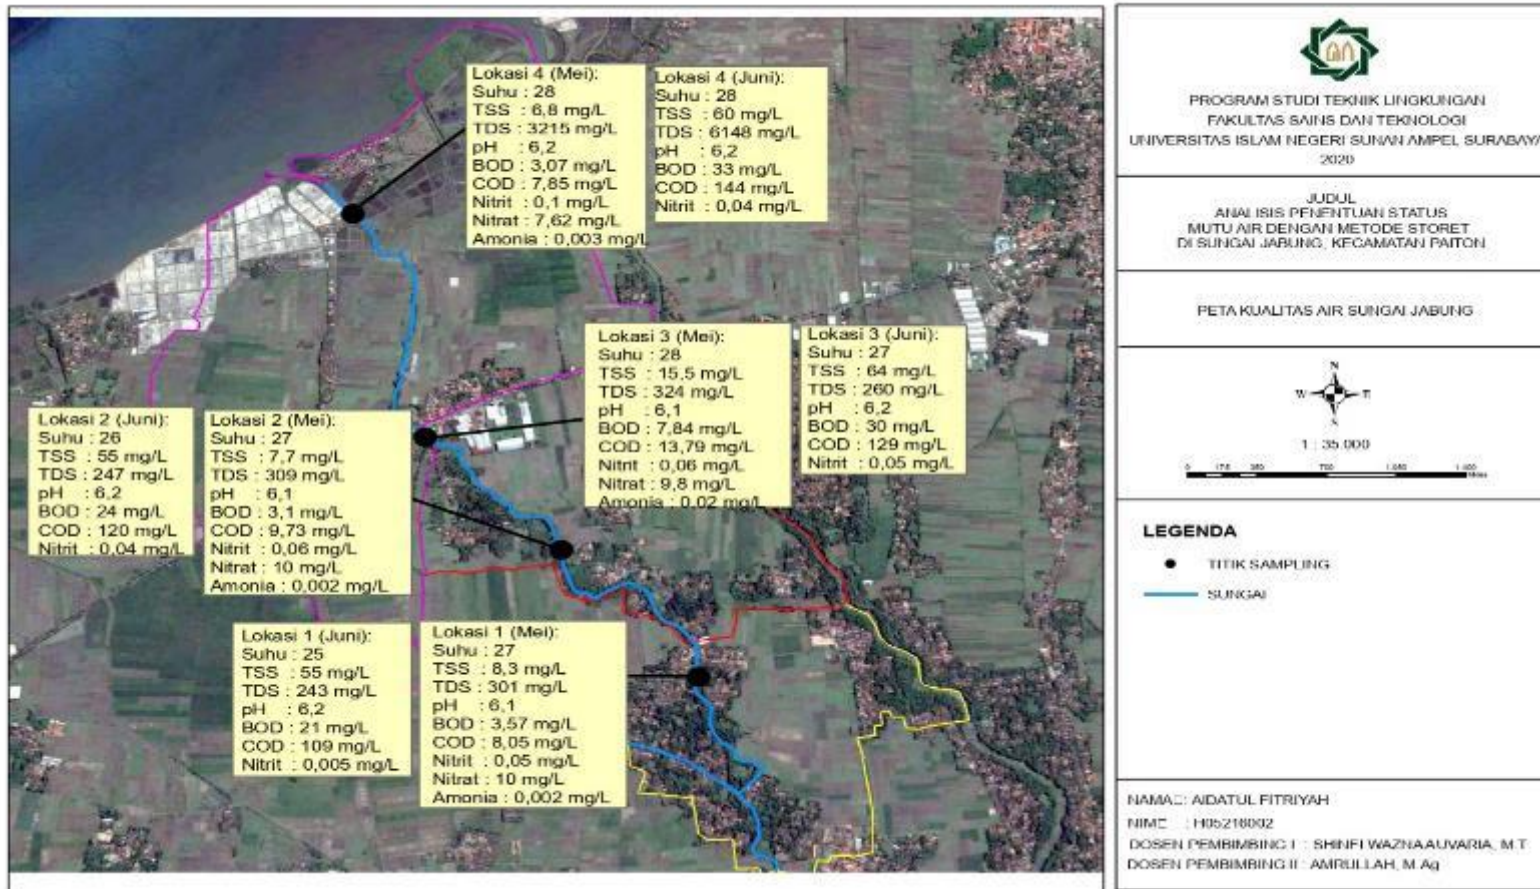 Lokasi 4 (Mei):
Suhu : 28
TSS : 6,8 mg/L
TDS : 3215 mg/L
pH : 6,2
BOD : 3,07 mg/L
COD : 7,85 mg/L
Nitrit : 0,1 mg/L
Nitrat : 7,62 mg/L
Amonia : 0,003 mg/L
Lokasi 4 (Juni):
Suhu : 28
TSS : 60 mg/L
TDS : 6148 mg/L
pH : 6,2
BOD : 33 mg/L
COD : 144 mg/L
Nitrit : 0,04 mg/L
Lokasi 3 (Mei):
Suhu : 28
TSS : 15,5 mg/L
TDS : 324 mg/L
pH : 6,1
BOD : 7,84 mg/L
COD : 13,79 mg/L
Nitrit : 0,06 mg/L
Nitrat : 9,8 mg/L
Amonia : 0,02 mg/L
Lokasi 3 (Juni):
Suhu : 27
TSS : 64 mg/L
TDS : 260 mg/L
pH : 6,2
BOD : 30 mg/L
COD : 129 mg/L
Nitrit : 0,05 mg/L
Lokasi 2 (Juni):
Suhu : 26
TSS : 55 mg/L
TDS : 247 mg/L
pH : 6,2
BOD : 24 mg/L
COD : 120 mg/L
Nitrit : 0,04 mg/L
Lokasi 2 (Mei):
Suhu : 27
TSS : 7,7 mg/L
TDS : 309 mg/L
pH : 6,1
BOD : 3,1 mg/L
COD : 9,73 mg/L
Nitrit : 0,06 mg/L
Nitrat : 10 mg/L
Amonia : 0,002 mg/L
Lokasi 1 (Juni):
Suhu : 25
TSS : 55 mg/L
TDS : 243 mg/L
pH : 6,2
BOD : 21 mg/L
COD : 109 mg/L
Nitrit : 0,005 mg/L
Lokasi 1 (Mei):
Suhu : 27
TSS : 8,3 mg/L
TDS : 301 mg/L
pH : 6,1
BOD : 3,57 mg/L
COD : 8,05 mg/L
Nitrit : 0,05 mg/L
Nitrat : 10 mg/L
Amonia : 0,002 mg/L
PROGRAM STUDI TEKNIK LINGKUNGAN
FAKULTAS SAINS DAN TEKNOLOGI
UNIVERSITAS ISLAM NEGERI SUNAN AMPEL SURABAYA
2020
JUDUL
ANALISIS PENENTUAN STATUS
MUTU AIR DENGAN METODE STORET
DI SUNGAI JABUNG, KECAMATAN PAITON
PETA KUALITAS AIR SUNGAI JABUNG
N
W E
S
1 : 35.000
0 350 700 1.050 1.400
LEGENDA
TITIK SAMPLING
SUNGAI
NAMA : AIDATUL FITRIYAH
NIM : H05216002
DOSEN PEMBIMBING I : SHINFI WAZNA AUVARIA, M.T
DOSEN PEMBIMBING II : AMRULLAH, M.Ag